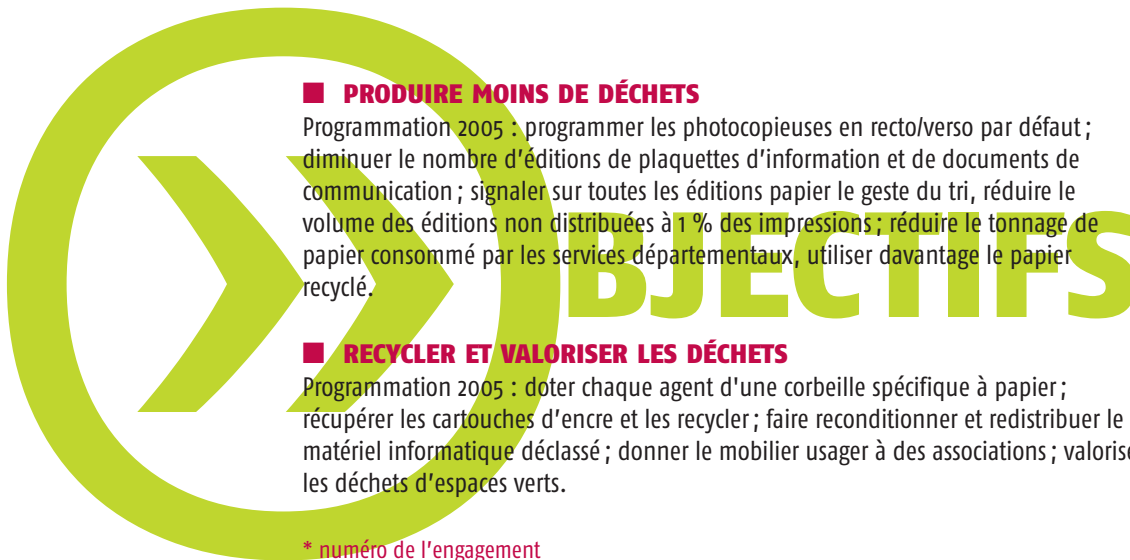 ■ PRODUIRE MOINS DE DÉCHETS
Programmation 2005 : programmer les photocopieuses en recto/verso par défaut ;
diminuer le nombre d'éditions de plaquettes d'information et de documents de
communication ; signaler sur toutes les éditions papier le geste du tri, réduire le
volume des éditions non distribuées à 1 % des impressions ; réduire le tonnage de
papier consommé par les services départementaux, utiliser davantage le papier
recyclé.
OBJECTIFS
■ RECYCLER ET VALORISER LES DÉCHETS
Programmation 2005 : doter chaque agent d'une corbeille spécifique à papier ;
récupérer les cartouches d'encre et les recycler ; faire reconditionner et redistribuer le
matériel informatique déclassé ; donner le mobilier usager à des associations ; valorise
les déchets d'espaces verts.
* numéro de l'engagement